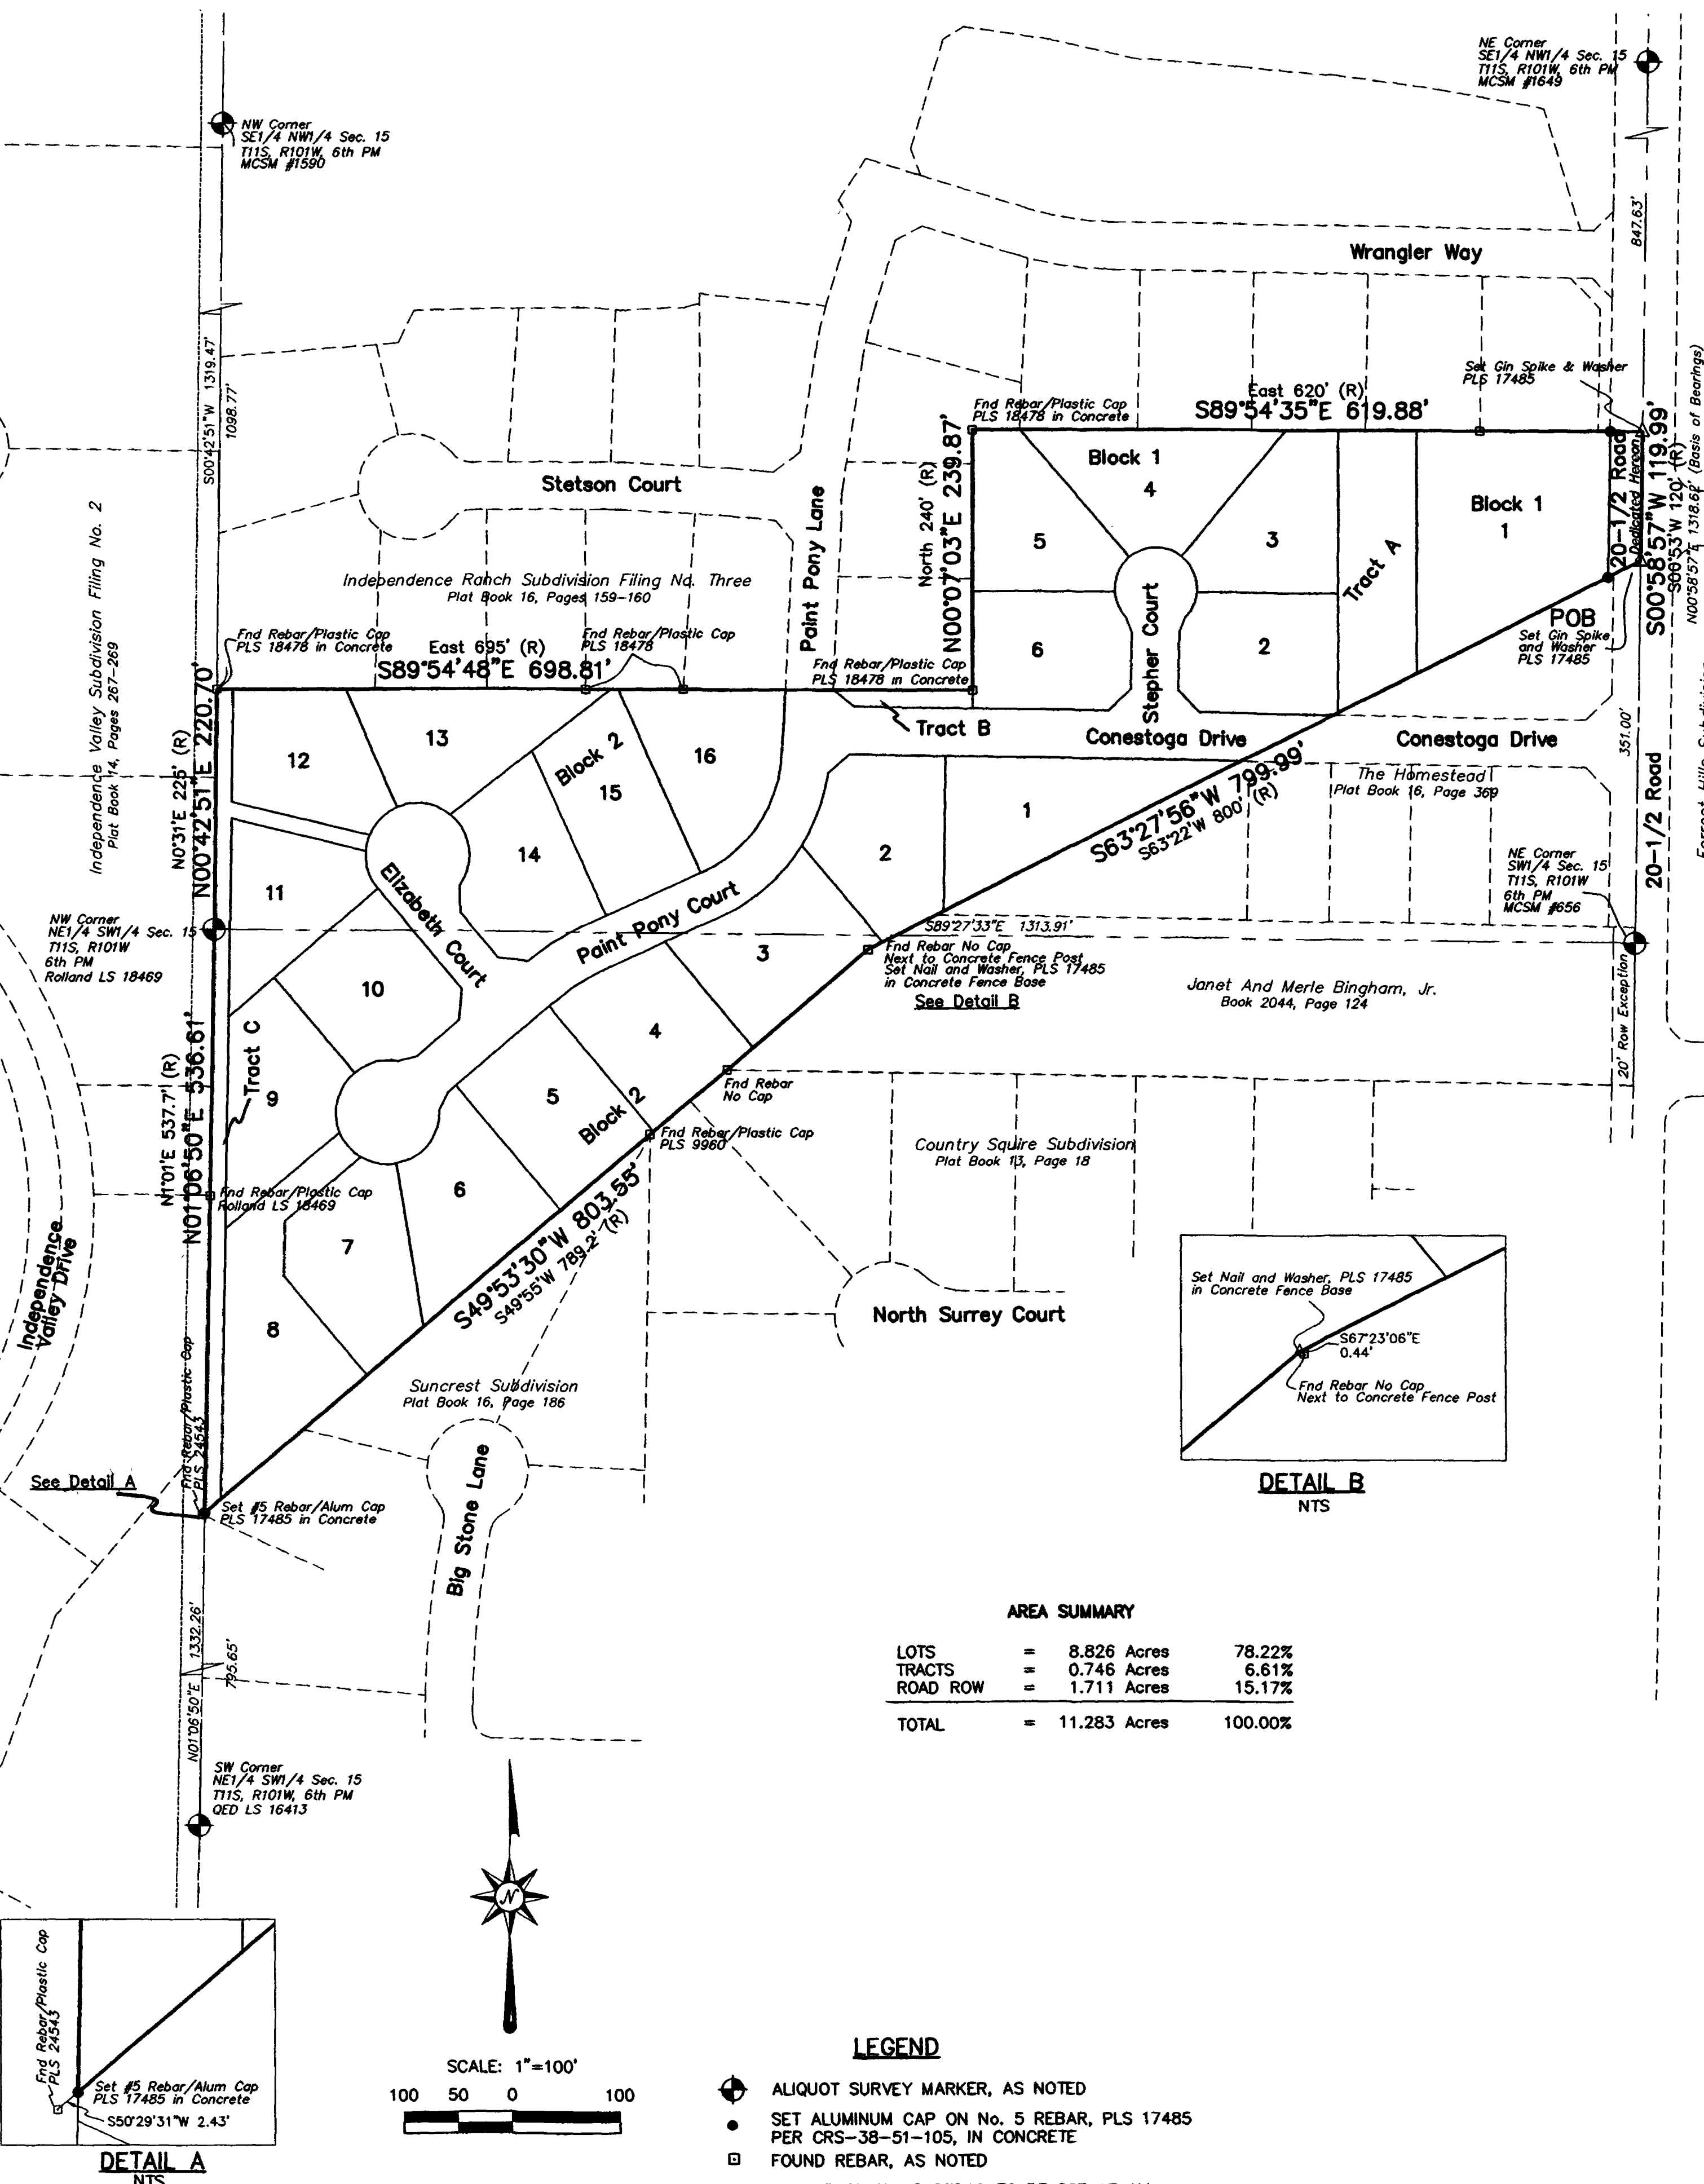 NE Corner
SE1/4 NW1/4 Sec. 15
T11S, R101W, 6th PM
MCSM #1649
NW Corner
SE1/4 NW1/4 Sec. 15
T11S, R101W, 6th PM
MCSM #1590
847.63'
Wrangler Way
S00°42'51"W 1319.47'
1098.77'
Set Gin Spike & Washer
PLS 17485
East 620' (R)
S89°54'35"E 619.88'
Fnd Rebar/Plastic Cap
PLS 18478 in Concrete
Block 1
4
Block 1
1
5
3
6
2
Tract A
Stepher Court
North 240' (R)
N00°07'03"E 239.87'
20-1/2 Road
Dedicated Hereon
S00°58'57"W 119.99'
S00°53'W 120' (R)
N00°58'57"E 1318.62' (Basis of Bearings)
Stetson Court
Paint Pony Lane
Independence Valley Subdivision Filing No. 2
Plat Book 14, Pages 267-269
Independence Ranch Subdivision Filing No. Three
Plat Book 16, Pages 159-160
POB
Set Gin Spike
and Washer
PLS 17485
Fnd Rebar/Plastic Cap
PLS 18478 in Concrete
East 695' (R)
S89°54'48"E 698.81'
Fnd Rebar/Plastic Cap
PLS 18478
Fnd Rebar/Plastic Cap
PLS 18478 in Concrete
N0°31'E 225' (R)
N00°42'51"E 220.70'
Tract B
Conestoga Drive
Conestoga Drive
351.00'
20-1/2 Road
12
13
Block 2
15
16
14
11
1
2
The Homestead
Plat Book 16, Page 369
S63°27'56"W 799.99'
S63°22'W 800' (R)
Elizabeth Court
Paint Pony Court
NE Corner
SW1/4 Sec. 15
T11S, R101W
6th PM
MCSM #656
NW Corner
NE1/4 SW1/4 Sec. 15
T11S, R101W
6th PM
Rolland LS 18469
S89°27'33"E 1313.91'
Fnd Rebar No Cap
Next to Concrete Fence Post
Set Nail and Washer, PLS 17485
in Concrete Fence Base
See Detail B
Janet And Merle Bingham, Jr.
Book 2044, Page 124
20' Row Exception
10
3
4
5
Block 2
9
6
7
8
Tract C
N1°01'E 537.7' (R)
N01°06'50"E 536.61'
Fnd Rebar
No Cap
Fnd Rebar/Plastic Cap
PLS 9960
Country Squire Subdivision
Plat Book 13, Page 18
Fnd Rebar/Plastic Cap
Rolland LS 18469
S49°53'30"W 803.55'
S49°55'W 789.2' (R)
Independence
Valley Drive
North Surrey Court
Set Nail and Washer, PLS 17485
in Concrete Fence Base
S67°23'06"E
0.44'
Fnd Rebar No Cap
Next to Concrete Fence Post
DETAIL B
NTS
Suncrest Subdivision
Plat Book 16, Page 186
Fnd Rebar/Plastic Cap
PLS 24543
See Detail A
Set #5 Rebar/Alum Cap
PLS 17485 in Concrete
Big Stone Lane
N01°06'50"E 1332.26'
795.65'
AREA SUMMARY
LOTS = 8.826 Acres 78.22%
TRACTS = 0.746 Acres 6.61%
ROAD ROW = 1.711 Acres 15.17%
TOTAL = 11.283 Acres 100.00%
SW Corner
NE1/4 SW1/4 Sec. 15
T11S, R101W, 6th PM
QED LS 16413
N
Fnd Rebar/Plastic Cap
PLS 24543
Set #5 Rebar/Alum Cap
PLS 17485 in Concrete
S50°29'31"W 2.43'
DETAIL A
NTS
SCALE: 1"=100'
100 50 0 100
LEGEND
ALIQUOT SURVEY MARKER, AS NOTED
SET ALUMINUM CAP ON No. 5 REBAR, PLS 17485
PER CRS-38-51-105, IN CONCRETE
FOUND REBAR, AS NOTED